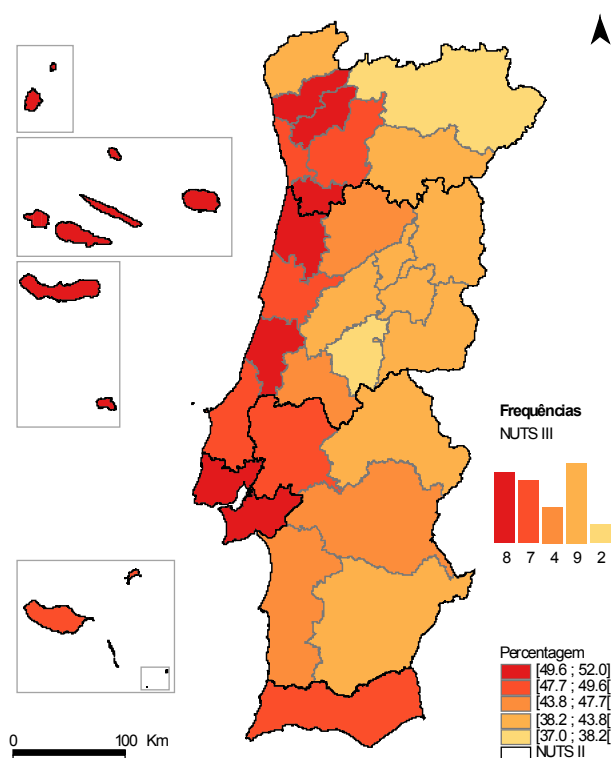 Frequências
NUTS III
8 7 4 9 2
Percentagem
[49.6 ; 52.0]
[47.7 ; 49.6[
[43.8 ; 47.7[
[38.2 ; 43.8[
[37.0 ; 38.2[
NUTS II
0 100 Km